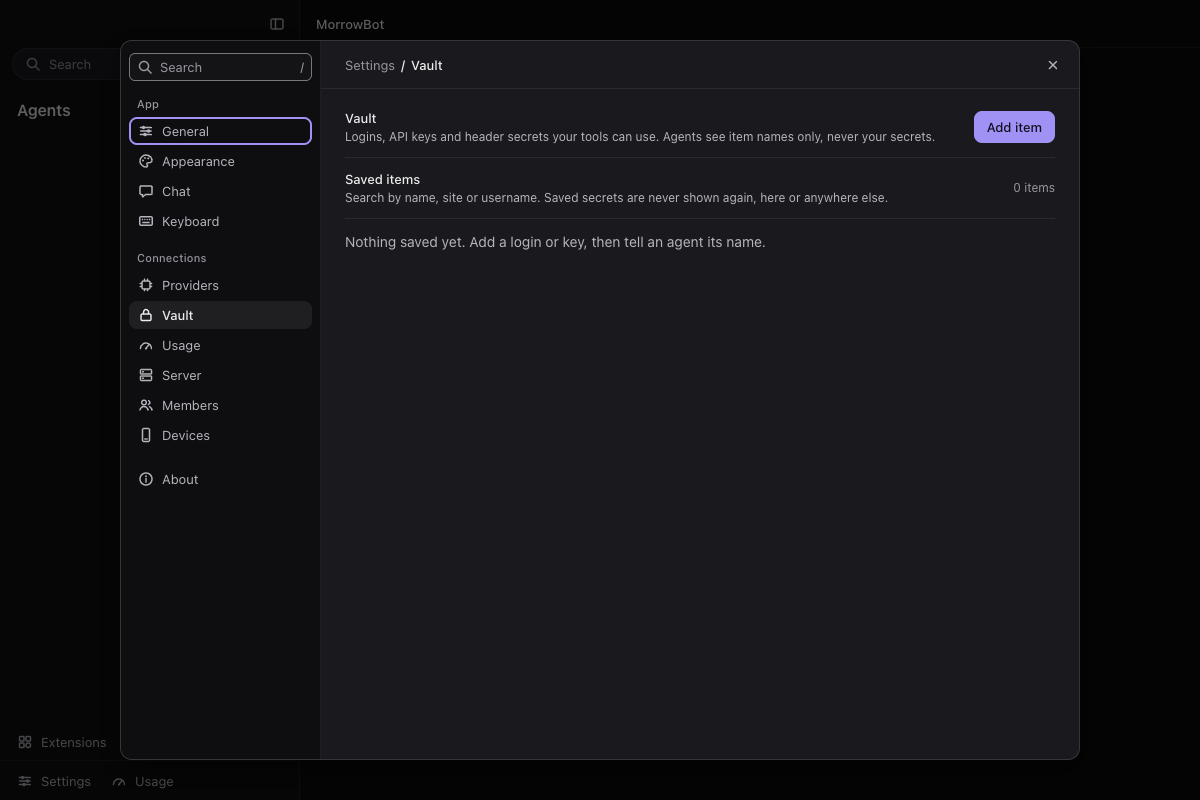 MorrowBot
Search
Agents
Extensions
Settings
Usage
Search /
App
General
Appearance
Chat
Keyboard
Connections
Providers
Vault
Usage
Server
Members
Devices
About
Settings / Vault
Vault
Logins, API keys and header secrets your tools can use. Agents see item names only, never your secrets.
Add item
Saved items
Search by name, site or username. Saved secrets are never shown again, here or anywhere else.
0 items
Nothing saved yet. Add a login or key, then tell an agent its name.